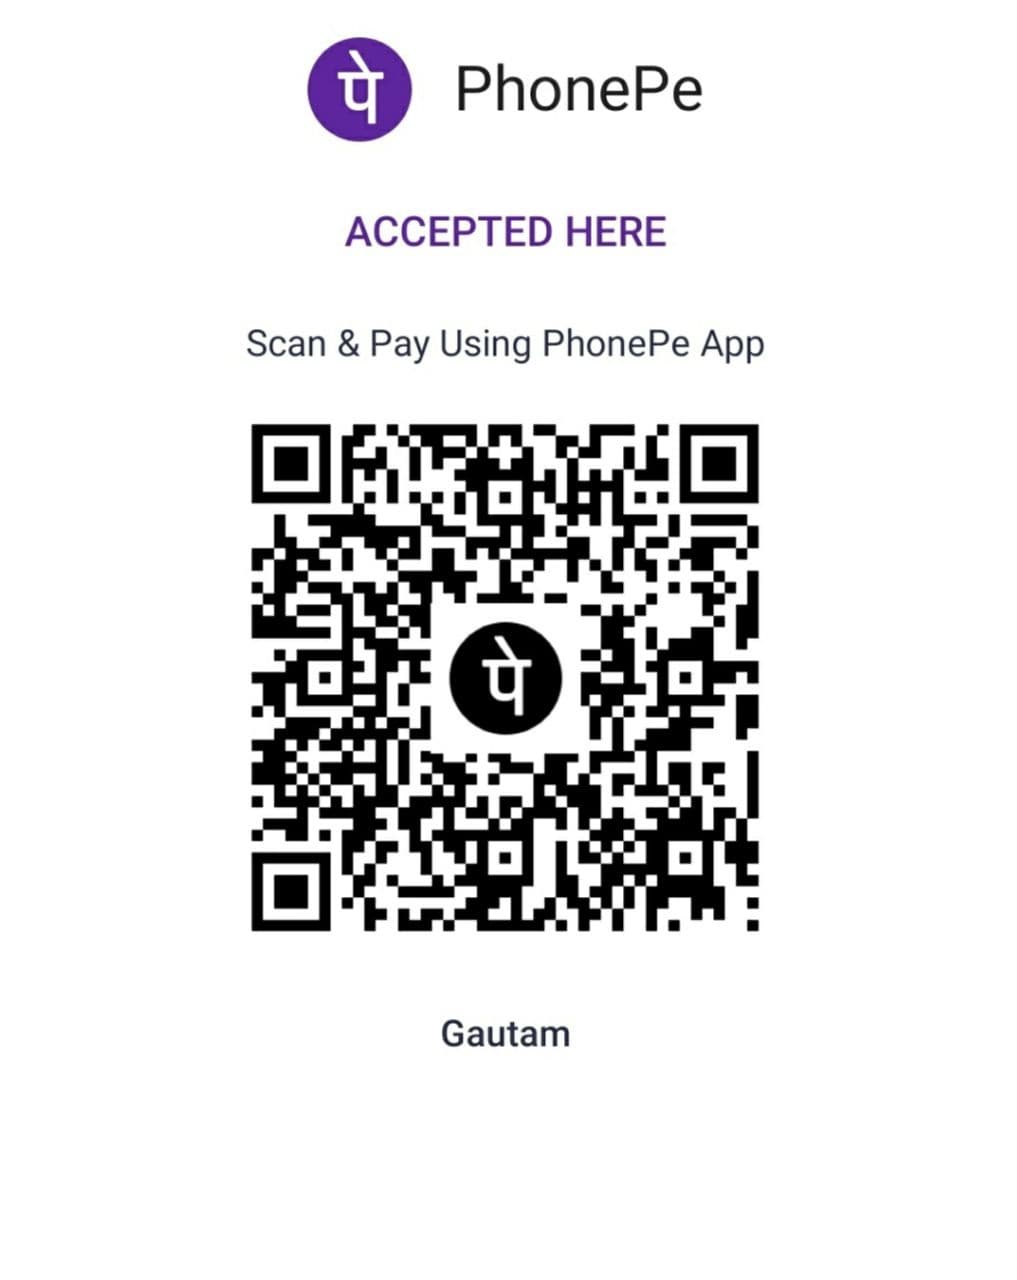 पे PhonePe
ACCEPTED HERE
Scan & Pay Using PhonePe App
पे
Gautam